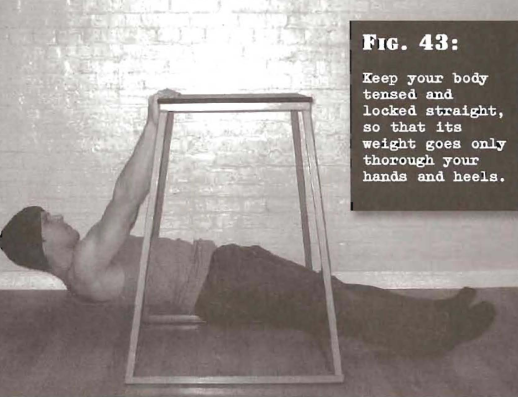 FIG. 43:
Keep your body
tensed and
locked straight,
so that its
weight goes only
thorough your
hands and heels.